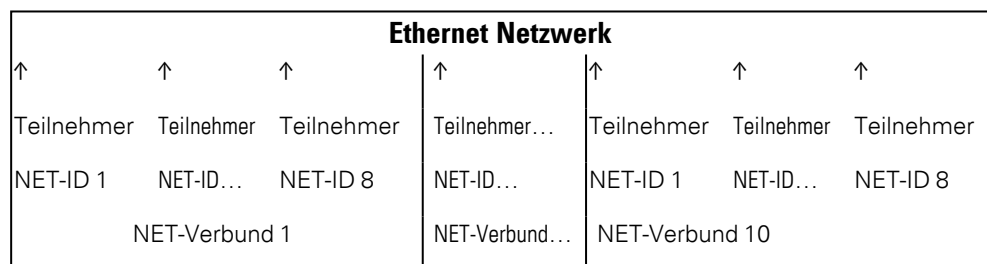 Ethernet Netzwerk
↑ ↑ ↑ ↑ ↑ ↑ ↑
Teilnehmer Teilnehmer Teilnehmer Teilnehmer… Teilnehmer Teilnehmer Teilnehmer
NET-ID 1 NET-ID… NET-ID 8 NET-ID… NET-ID 1 NET-ID… NET-ID 8
NET-Verbund 1 NET-Verbund… NET-Verbund 10